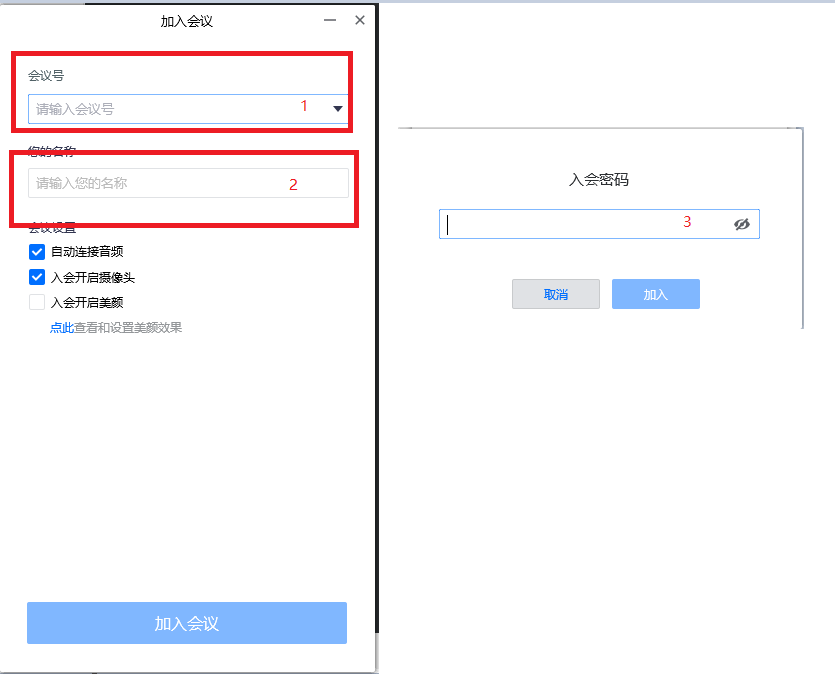 加入会议
会议号
请输入会议号
1
您的名称
请输入您的名称
2
会议设置
自动连接音频
入会开启摄像头
入会开启美颜
点此查看和设置美颜效果
加入会议
入会密码
3
取消
加入